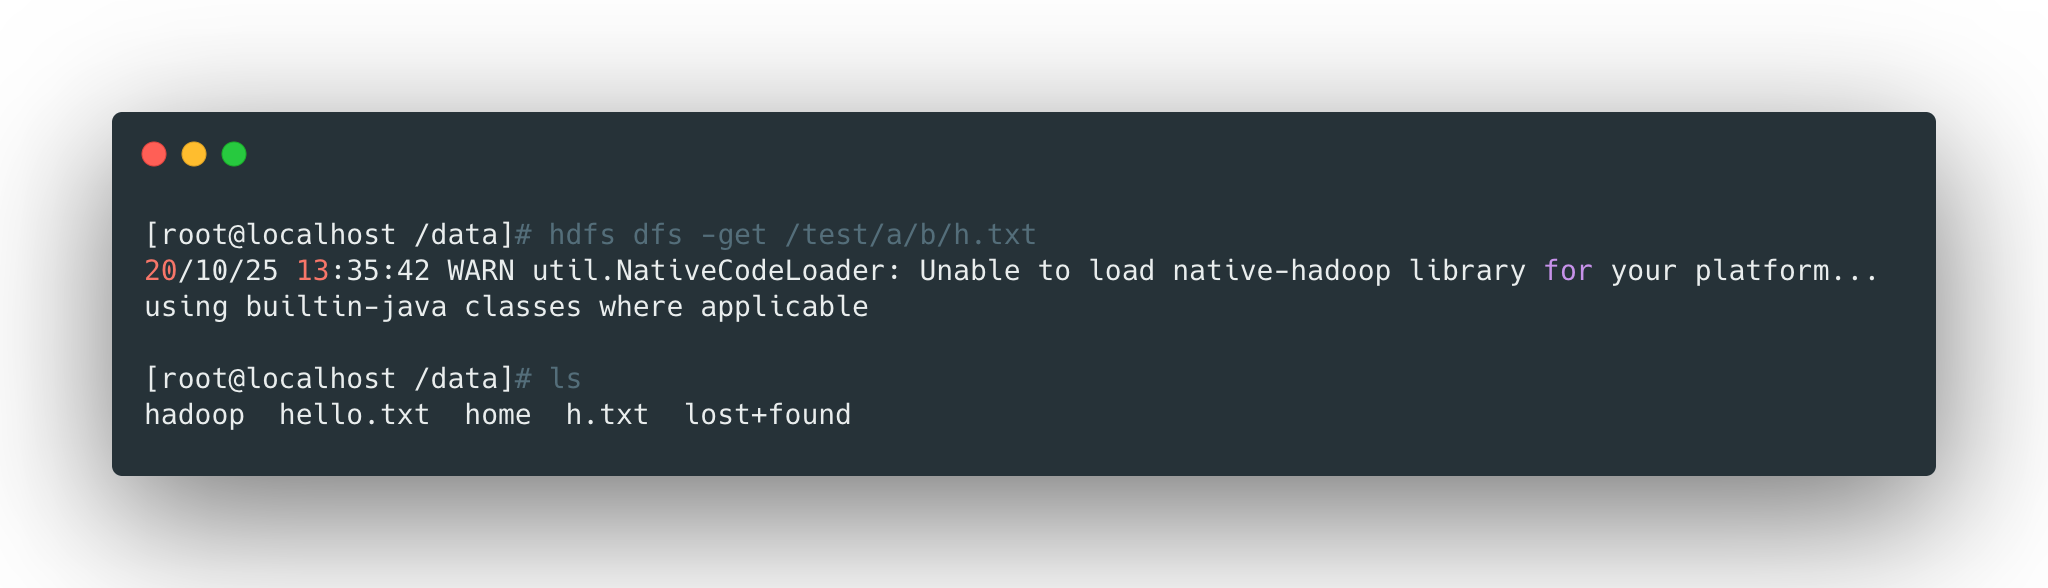 [root@localhost /data]# hdfs dfs -get /test/a/b/h.txt
20/10/25 13:35:42 WARN util.NativeCodeLoader: Unable to load native-hadoop library for your platform...
using builtin-java classes where applicable
[root@localhost /data]# ls
hadoop  hello.txt  home  h.txt  lost+found